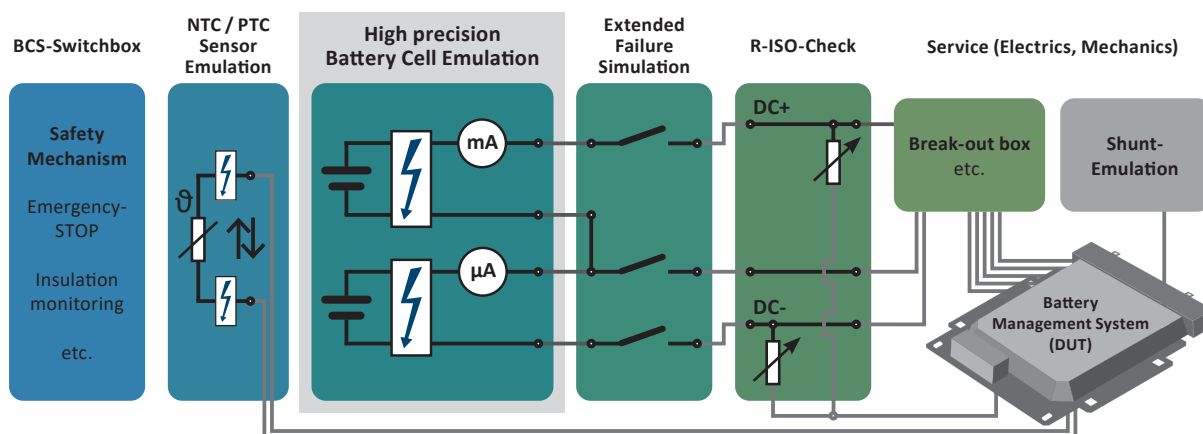 BCS-Switchbox
NTC / PTC
Sensor
Emulation
High precision
Battery Cell Emulation
Extended
Failure
Simulation
R-ISO-Check
Service (Electrics, Mechanics)
Safety
Mechanism
Emergency-
STOP
Insulation
monitoring
etc.
ϑ
mA
µA
DC+
DC-
Break-out box
etc.
Shunt-
Emulation
Battery
Management System
(DUT)